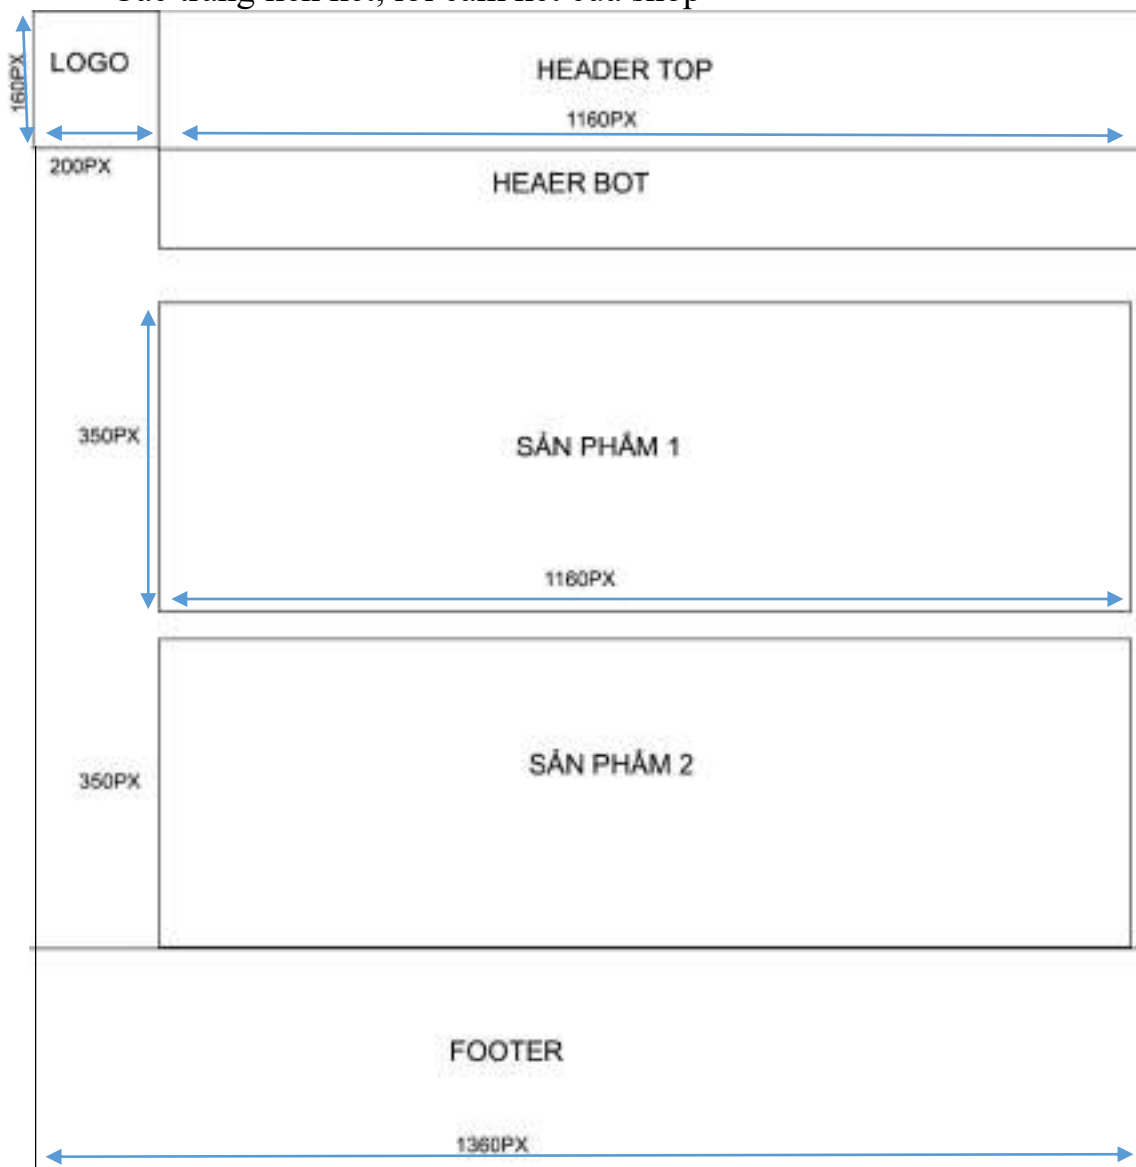 LOGO
HEADER TOP
160PX
1160PX
200PX
HEAER BOT
350PX
SẢN PHẨM 1
1160PX
SẢN PHẨM 2
350PX
FOOTER
1360PX